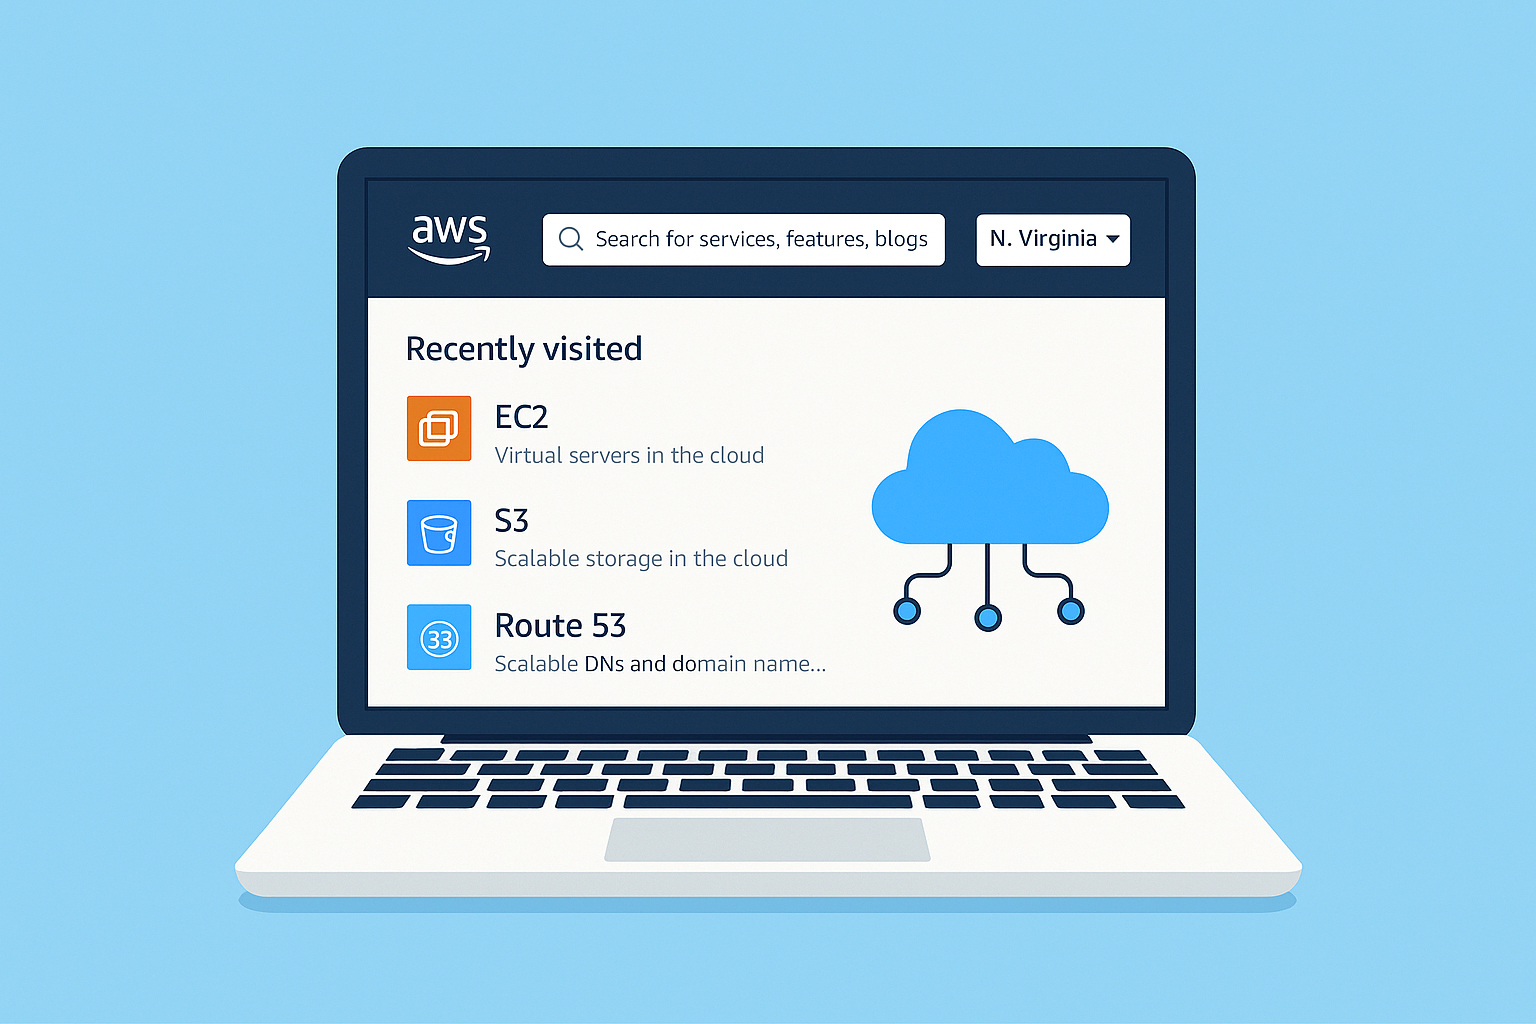 aws
Search for services, features, blogs
N. Virginia
Recently visited
EC2
Virtual servers in the cloud
S3
Scalable storage in the cloud
33
Route 53
Scalable DNs and domain name...